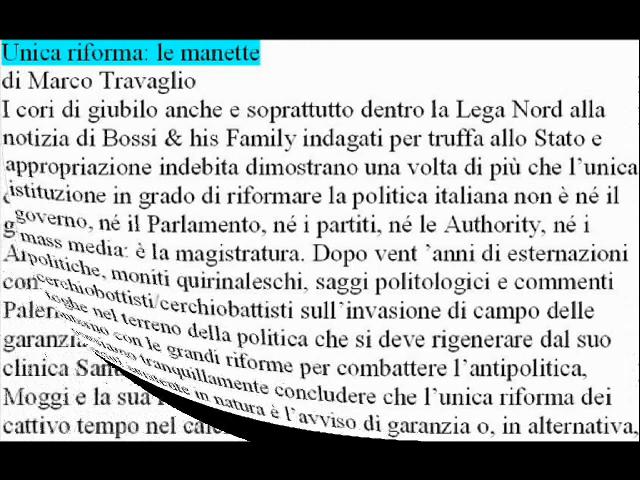 Unica riforma: le manette
di Marco Travaglio
I cori di giubilo anche e soprattutto dentro la Lega Nord alla
notizia di Bossi & his Family indagati per truffa allo Stato e
appropriazione indebita dimostrano una volta di più che l'unica
istituzione in grado di riformare la politica italiana non è né il
governo, né il Parlamento, né i partiti, né le Authority, né i
mass media: è la magistratura. Dopo vent 'anni di esternazioni
politiche, moniti quirinaleschi, saggi politologici e commenti
cerchiobottisti/cerchiobattisti sull'invasione di campo delle
toghe nel terreno della politica che si deve rigenerare dal suo
con le grandi riforme per combattere l'antipolitica,
tranquillamente concludere che l'unica riforma dei
in natura è l'avviso di garanzia o, in alternativa,
con
garanzia
clinica
Moggi e la sua
cattivo tempo nel